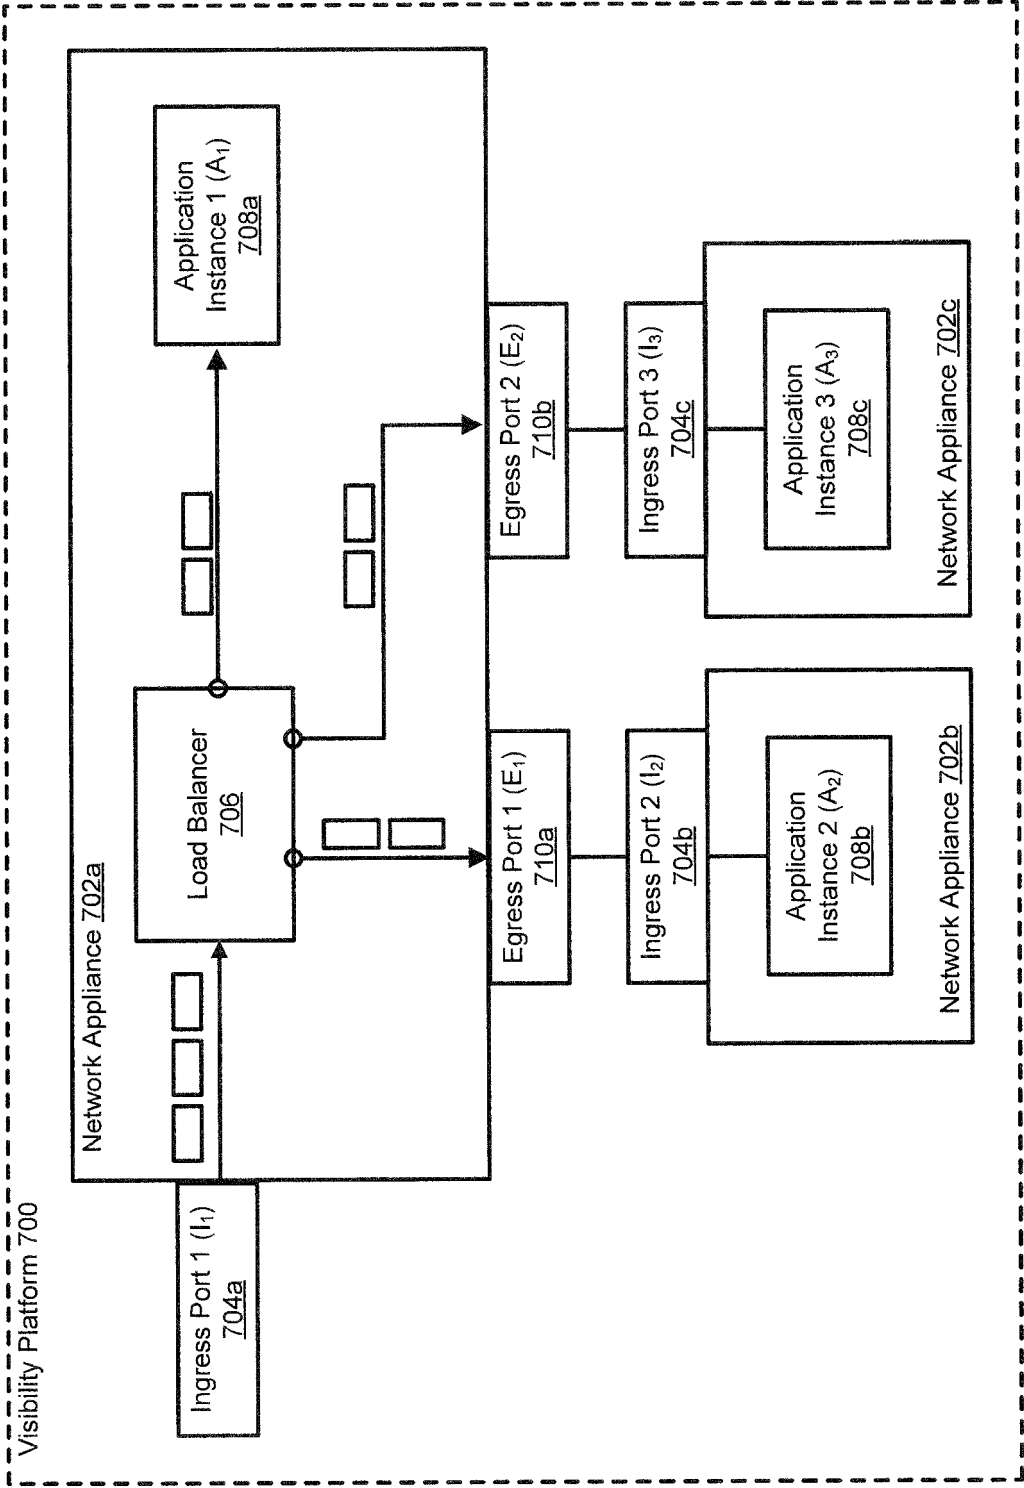 Visibility Platform 700
Network Appliance 702a
Ingress Port 1 (I₁)
704a
Load Balancer
706
Application
Instance 1 (A₁)
708a
Egress Port 1 (E₁)
710a
Egress Port 2 (E₂)
710b
Ingress Port 2 (I₂)
704b
Ingress Port 3 (I₃)
704c
Application
Instance 2 (A₂)
708b
Application
Instance 3 (A₃)
708c
Network Appliance 702b
Network Appliance 702c